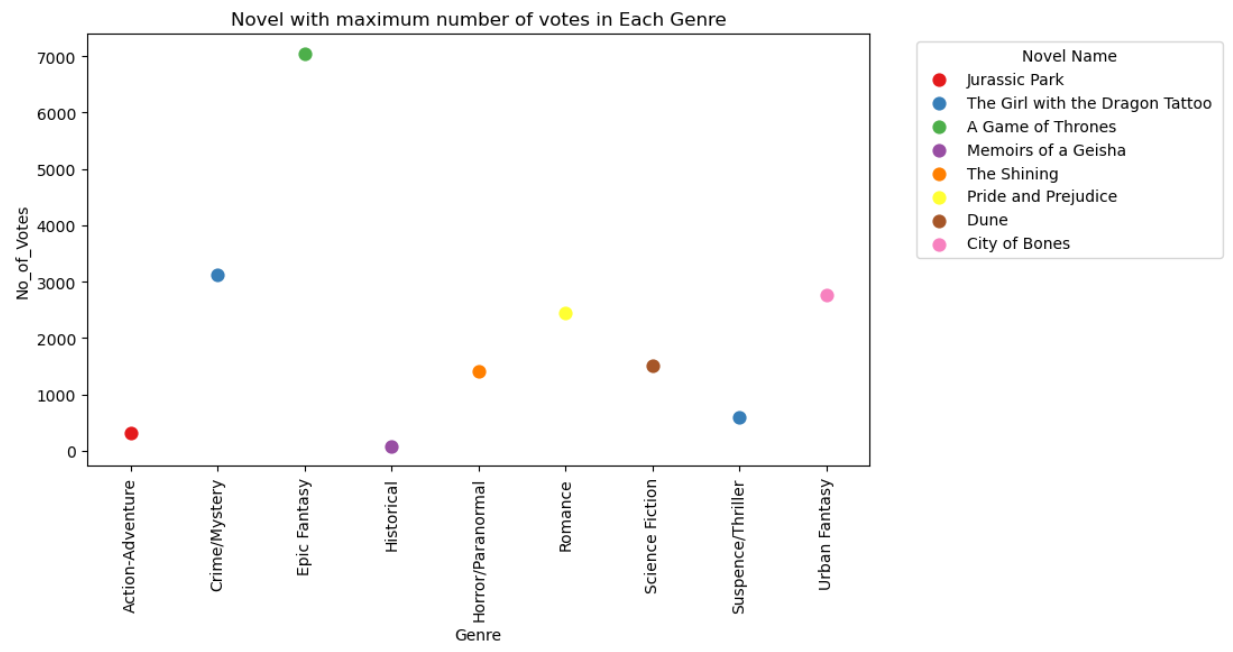 Novel with maximum number of votes in Each Genre
No_of_Votes
7000
6000
5000
4000
3000
2000
1000
0
Action-Adventure
Crime/Mystery
Epic Fantasy
Historical
Horror/Paranormal
Romance
Science Fiction
Suspence/Thriller
Urban Fantasy
Genre
Novel Name
Jurassic Park
The Girl with the Dragon Tattoo
A Game of Thrones
Memoirs of a Geisha
The Shining
Pride and Prejudice
Dune
City of Bones